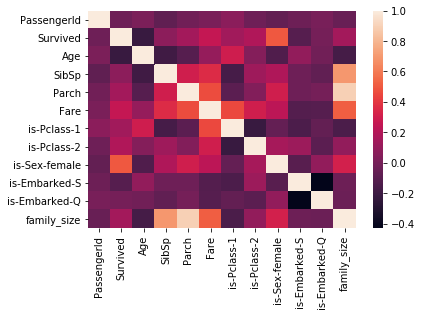 PassengerId
Survived
Age
SibSp
Parch
Fare
is-Pclass-1
is-Pclass-2
is-Sex-female
is-Embarked-S
is-Embarked-Q
family_size
PassengerId
Survived
Age
SibSp
Parch
Fare
is-Pclass-1
is-Pclass-2
is-Sex-female
is-Embarked-S
is-Embarked-Q
family_size
1.0
0.8
0.6
0.4
0.2
0.0
−0.2
−0.4